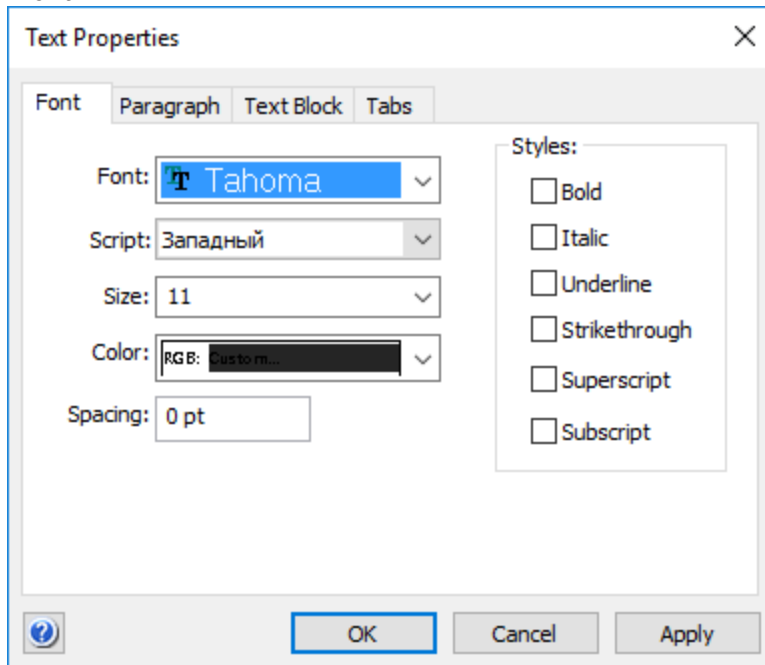 Text Properties
Font Paragraph Text Block Tabs
Font: Tahoma
Script: Западный
Size: 11
Color: RGB: Custom...
Spacing: 0 pt
Styles:
Bold
Italic
Underline
Strikethrough
Superscript
Subscript
OK Cancel Apply